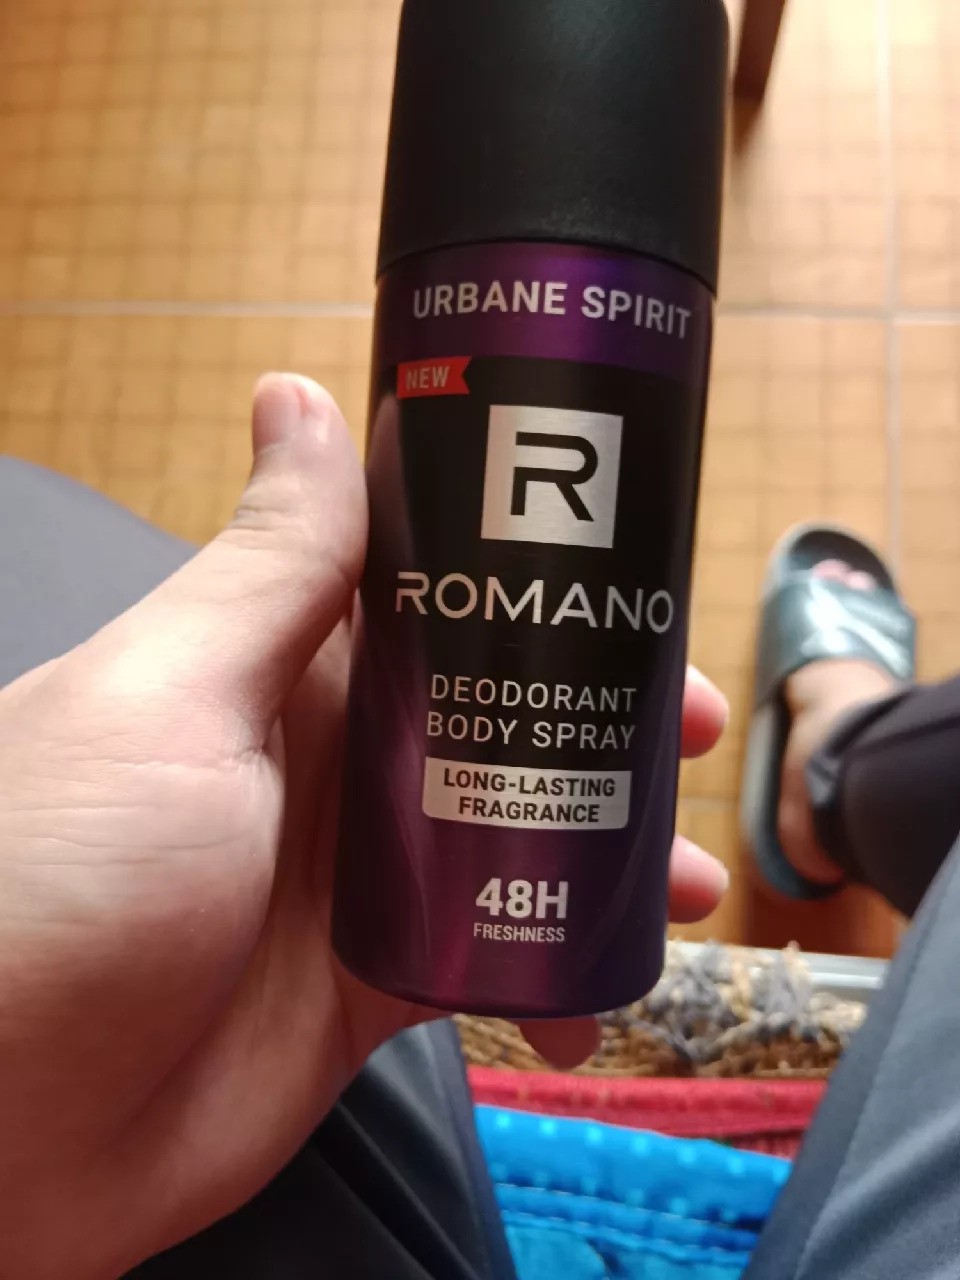 URBANE SPIRIT
NEW
R
ROMANO
DEODORANT
BODY SPRAY
LONG-LASTING
FRAGRANCE
48H
FRESHNESS